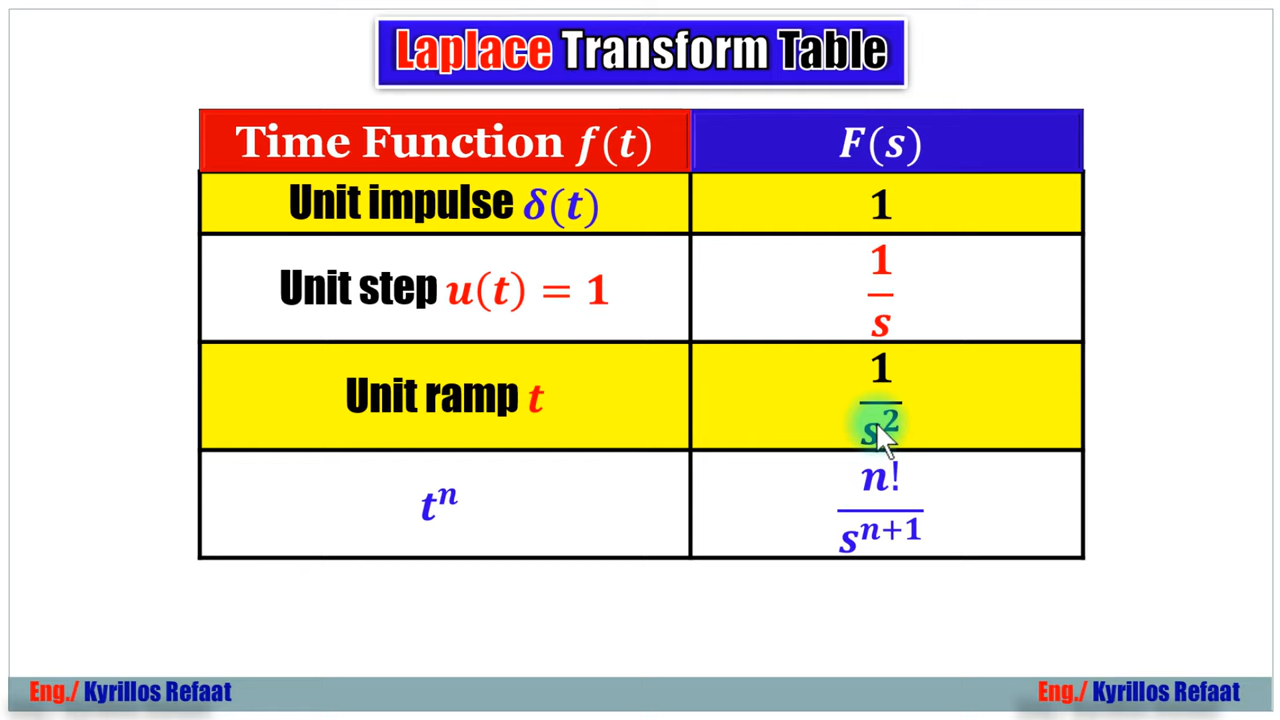 Laplace Transform Table
Time Function f(t)
F(s)
Unit impulse δ(t)
1
Unit step u(t) = 1
1
s
Unit ramp t
1
s²
tⁿ
n!
sⁿ⁺¹
Eng./ Kyrillos Refaat
Eng./ Kyrillos Refaat